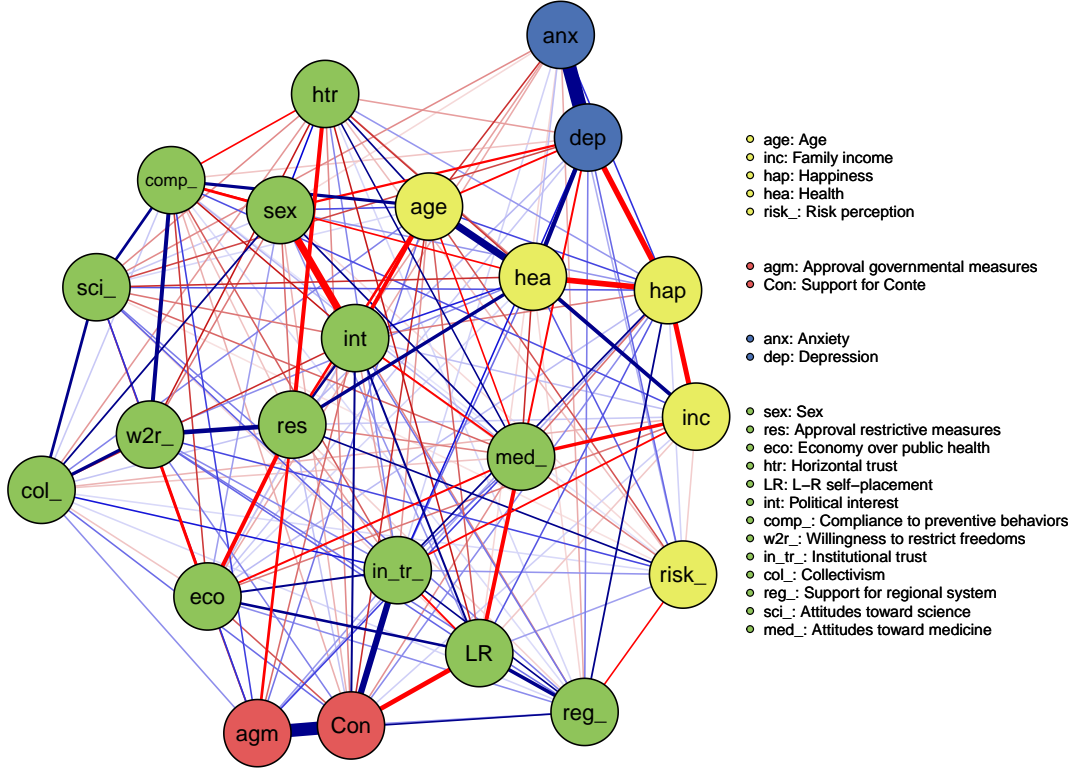 anx
htr
dep
comp_
sex
age
hea
sci_
hap
int
inc
res
w2r_
med_
col_
in_tr_
risk_
eco
LR
reg_
Con
agm
age: Age
inc: Family income
hap: Happiness
hea: Health
risk_: Risk perception
agm: Approval governmental measures
Con: Support for Conte
anx: Anxiety
dep: Depression
sex: Sex
res: Approval restrictive measures
eco: Economy over public health
htr: Horizontal trust
LR: L−R self−placement
int: Political interest
comp_: Compliance to preventive behaviors
w2r_: Willingness to restrict freedoms
in_tr_: Institutional trust
col_: Collectivism
reg_: Support for regional system
sci_: Attitudes toward science
med_: Attitudes toward medicine